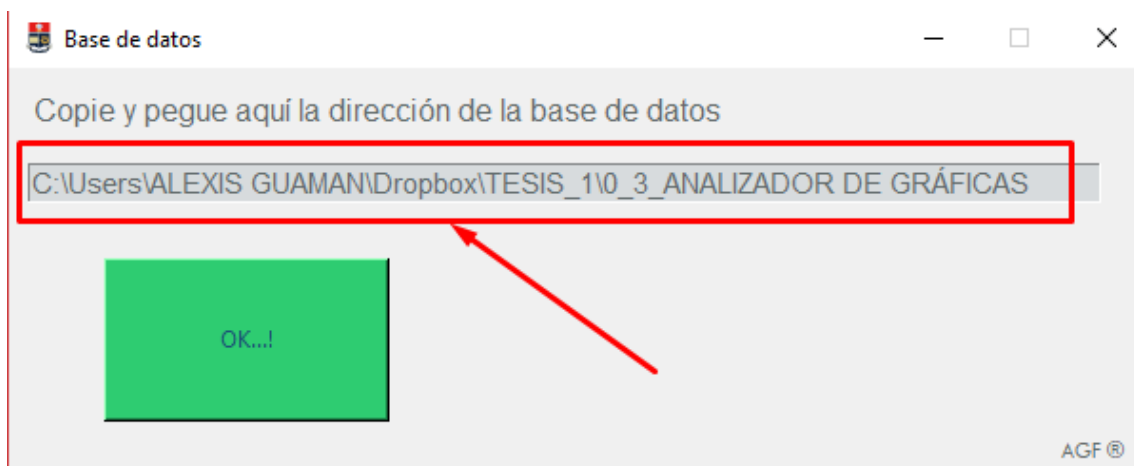 Base de datos
Copie y pegue aquí la dirección de la base de datos
C:\Users\ALEXIS GUAMAN\Dropbox\TESIS_1\0_3_ANALIZADOR DE GRÁFICAS
OK...!
AGF ®